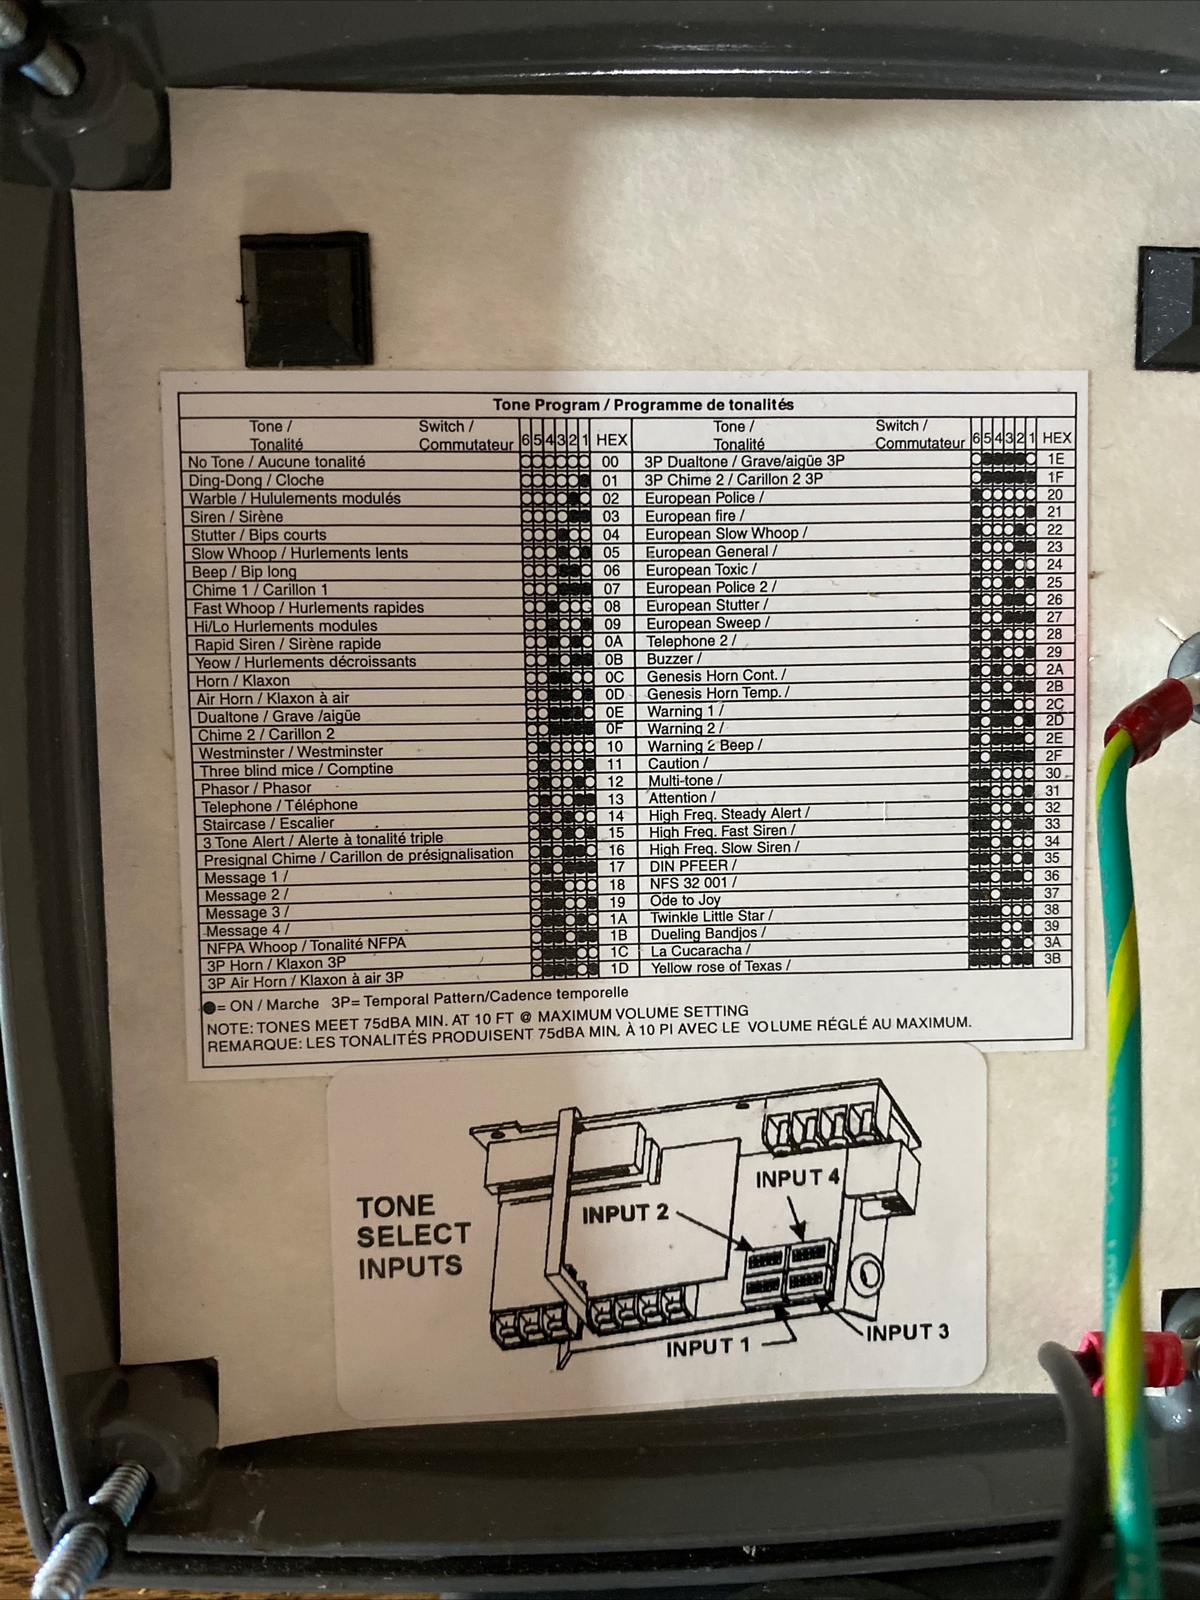 Tone Program / Programme de tonalités
Tone / Switch / Tone / Switch /
Tonalité Commutateur 6 5 4 3 2 1 HEX Tonalité Commutateur 6 5 4 3 2 1 HEX
No Tone / Aucune tonalité 00 3P Dualtone / Grave/aigüe 3P 1E
Ding-Dong / Cloche 01 3P Chime 2 / Carillon 2 3P 1F
Warble / Hululements modulés 02 European Police / 20
Siren / Sirène 03 European fire / 21
Stutter / Bips courts 04 European Slow Whoop / 22
Slow Whoop / Hurlements lents 05 European General / 23
Beep / Bip long 06 European Toxic / 24
Chime 1 / Carillon 1 07 European Police 2 / 25
Fast Whoop / Hurlements rapides 08 European Stutter / 26
Hi/Lo Hurlements modules 09 European Sweep / 27
Rapid Siren / Sirène rapide 0A Telephone 2 / 28
Yeow / Hurlements décroissants 0B Buzzer / 29
Horn / Klaxon 0C Genesis Horn Cont. / 2A
Air Horn / Klaxon à air 0D Genesis Horn Temp. / 2B
Dualtone / Grave /aigüe 0E Warning 1 / 2C
Chime 2 / Carillon 2 0F Warning 2 / 2D
Westminster / Westminster 10 Warning 2 Beep / 2E
Three blind mice / Comptine 11 Caution / 2F
Phasor / Phasor 12 Multi-tone / 30
Telephone / Téléphone 13 Attention / 31
Staircase / Escalier 14 High Freq. Steady Alert / 32
3 Tone Alert / Alerte à tonalité triple 15 High Freq. Fast Siren / 33
Presignal Chime / Carillon de présignalisation 16 High Freq. Slow Siren / 34
Message 1 / 17 DIN PFEER / 35
Message 2 / 18 NFS 32 001 / 36
Message 3 / 19 Ode to Joy 37
Message 4 / 1A Twinkle Little Star / 38
NFPA Whoop / Tonalité NFPA 1B Dueling Bandjos / 39
3P Horn / Klaxon 3P 1C La Cucaracha / 3A
3P Air Horn / Klaxon à air 3P 1D Yellow rose of Texas / 3B
●= ON / Marche 3P= Temporal Pattern/Cadence temporelle
NOTE: TONES MEET 75dBA MIN. AT 10 FT @ MAXIMUM VOLUME SETTING
REMARQUE: LES TONALITÉS PRODUISENT 75dBA MIN. À 10 PI AVEC LE VOLUME RÉGLÉ AU MAXIMUM.
TONE
SELECT
INPUTS
INPUT 4
INPUT 2
INPUT 1
INPUT 3